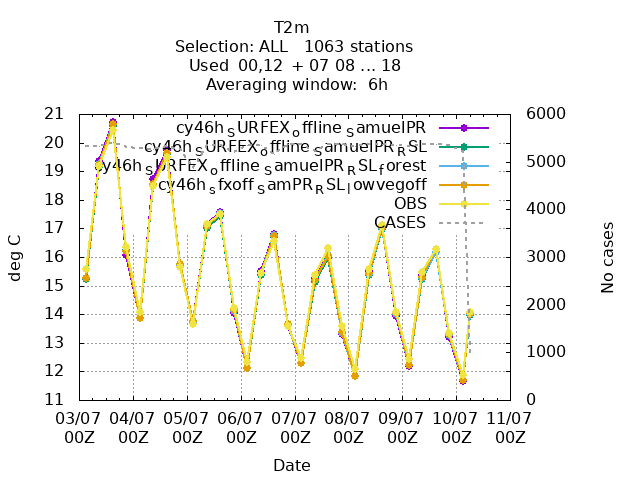 T2m
Selection: ALL   1063 stations
Used 00,12 + 07 08 ... 18
Averaging window: 6h
21
20
19
18
17
16
15
14
13
12
11
deg C
6000
5000
4000
3000
2000
1000
0
No cases
cy46h_SURFEX_offline_SamuelPR
cy46h_SURFEX_offline_SamuelPR_RSL
cy46h_SURFEX_offline_SamuelPR_RSL_forest
cy46h_sfxoff_SamPR_RSL_lowvegoff
OBS
CASES
03/07 04/07 05/07 06/07 07/07 08/07 09/07 10/07 11/07
00Z 00Z 00Z 00Z 00Z 00Z 00Z 00Z 00Z
Date